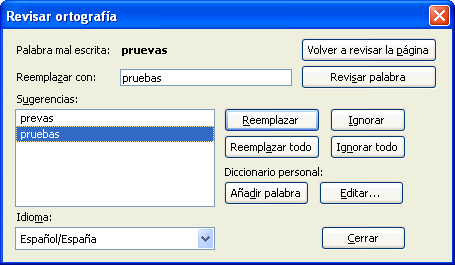 Revisar ortografía
Palabra mal escrita: pruevas
Volver a revisar la página
Reemplazar con: pruebas
Revisar palabra
Sugerencias:
prevas
pruebas
Reemplazar
Ignorar
Reemplazar todo
Ignorar todo
Diccionario personal:
Añadir palabra
Editar...
Idioma:
Español/España
Cerrar